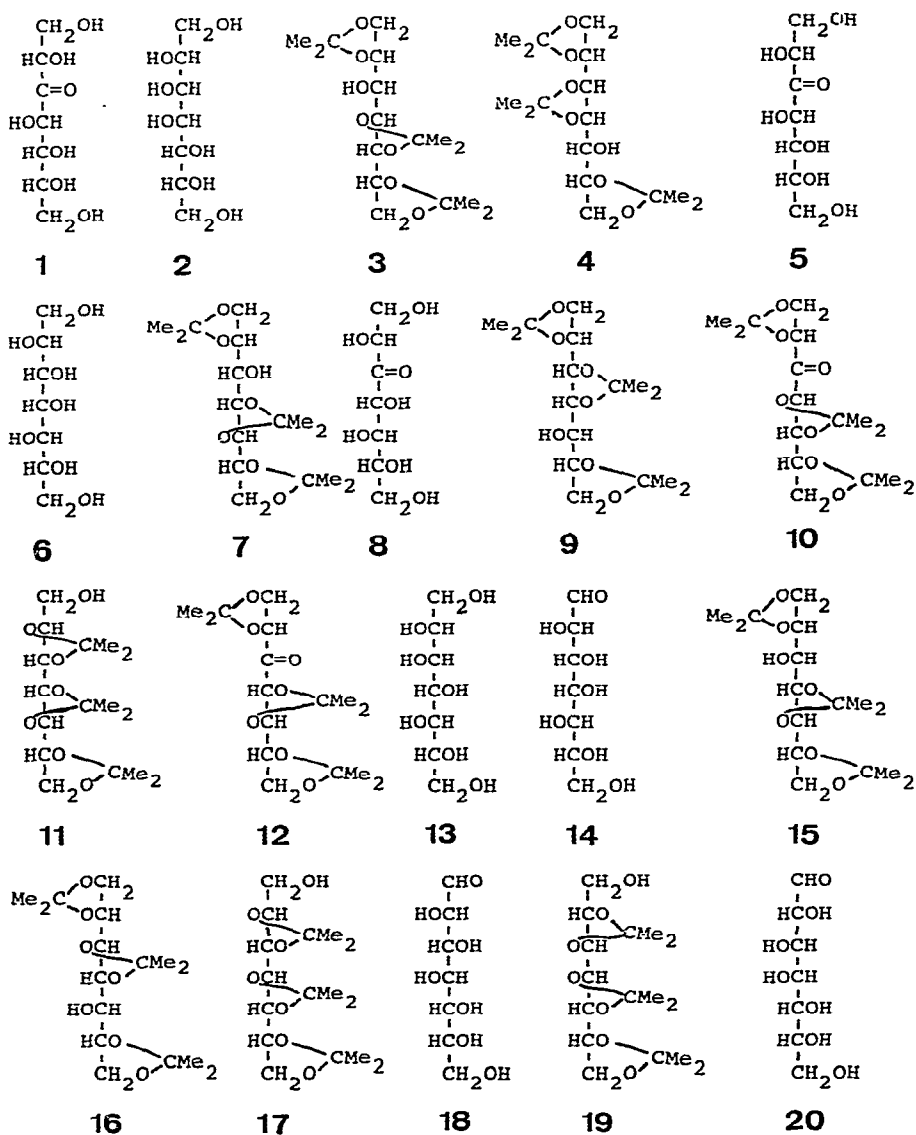 CH2OH
HCOH
C=O
HOCH
HCOH
HCOH
CH2OH
1
CH2OH
HOCH
HOCH
HOCH
HCOH
HCOH
CH2OH
2
OCH2
Me2C
OCH
HOCH
OCH
CMe2
HCO
HCO
CMe2
CH2O
3
OCH2
Me2C
OCH
OCH
Me2C
OCH
HCOH
HCO
CH2O
CMe2
4
CH2OH
HOCH
C=O
HOCH
HCOH
HCOH
CH2OH
5
CH2OH
HOCH
HCOH
HCOH
HOCH
HCOH
CH2OH
6
OCH2
Me2C
OCH
HCOH
HCO
CMe2
OCH
HCO
CH2O
CMe2
7
CH2OH
HOCH
C=O
HCOH
HOCH
HCOH
CH2OH
8
OCH2
Me2C
OCH
HCO
CMe2
HCO
HOCH
HCO
CH2O
CMe2
9
OCH2
Me2C
OCH
C=O
OCH
CMe2
HCO
HCO
CH2O
CMe2
10
CH2OH
OCH
CMe2
HCO
HCO
CMe2
OCH
HCO
CH2O
CMe2
11
OCH2
Me2C
OCH
C=O
HCO
CMe2
OCH
HCO
CH2O
CMe2
12
CH2OH
HOCH
HOCH
HCOH
HOCH
HCOH
CH2OH
13
CHO
HOCH
HCOH
HCOH
HOCH
HCOH
CH2OH
14
OCH2
Me2C
OCH
HOCH
HCO
CMe2
OCH
HCO
CH2O
CMe2
15
OCH2
Me2C
OCH
OCH
CMe2
HCO
HOCH
HCO
CH2O
CMe2
16
CH2OH
OCH
CMe2
HCO
OCH
CMe2
HCO
HCO
CH2O
CMe2
17
CHO
HOCH
HCOH
HOCH
HCOH
HCOH
CH2OH
18
CH2OH
HCO
CMe2
OCH
OCH
CMe2
HCO
HCO
CH2O
CMe2
19
CHO
HCOH
HOCH
HOCH
HCOH
HCOH
CH2OH
20